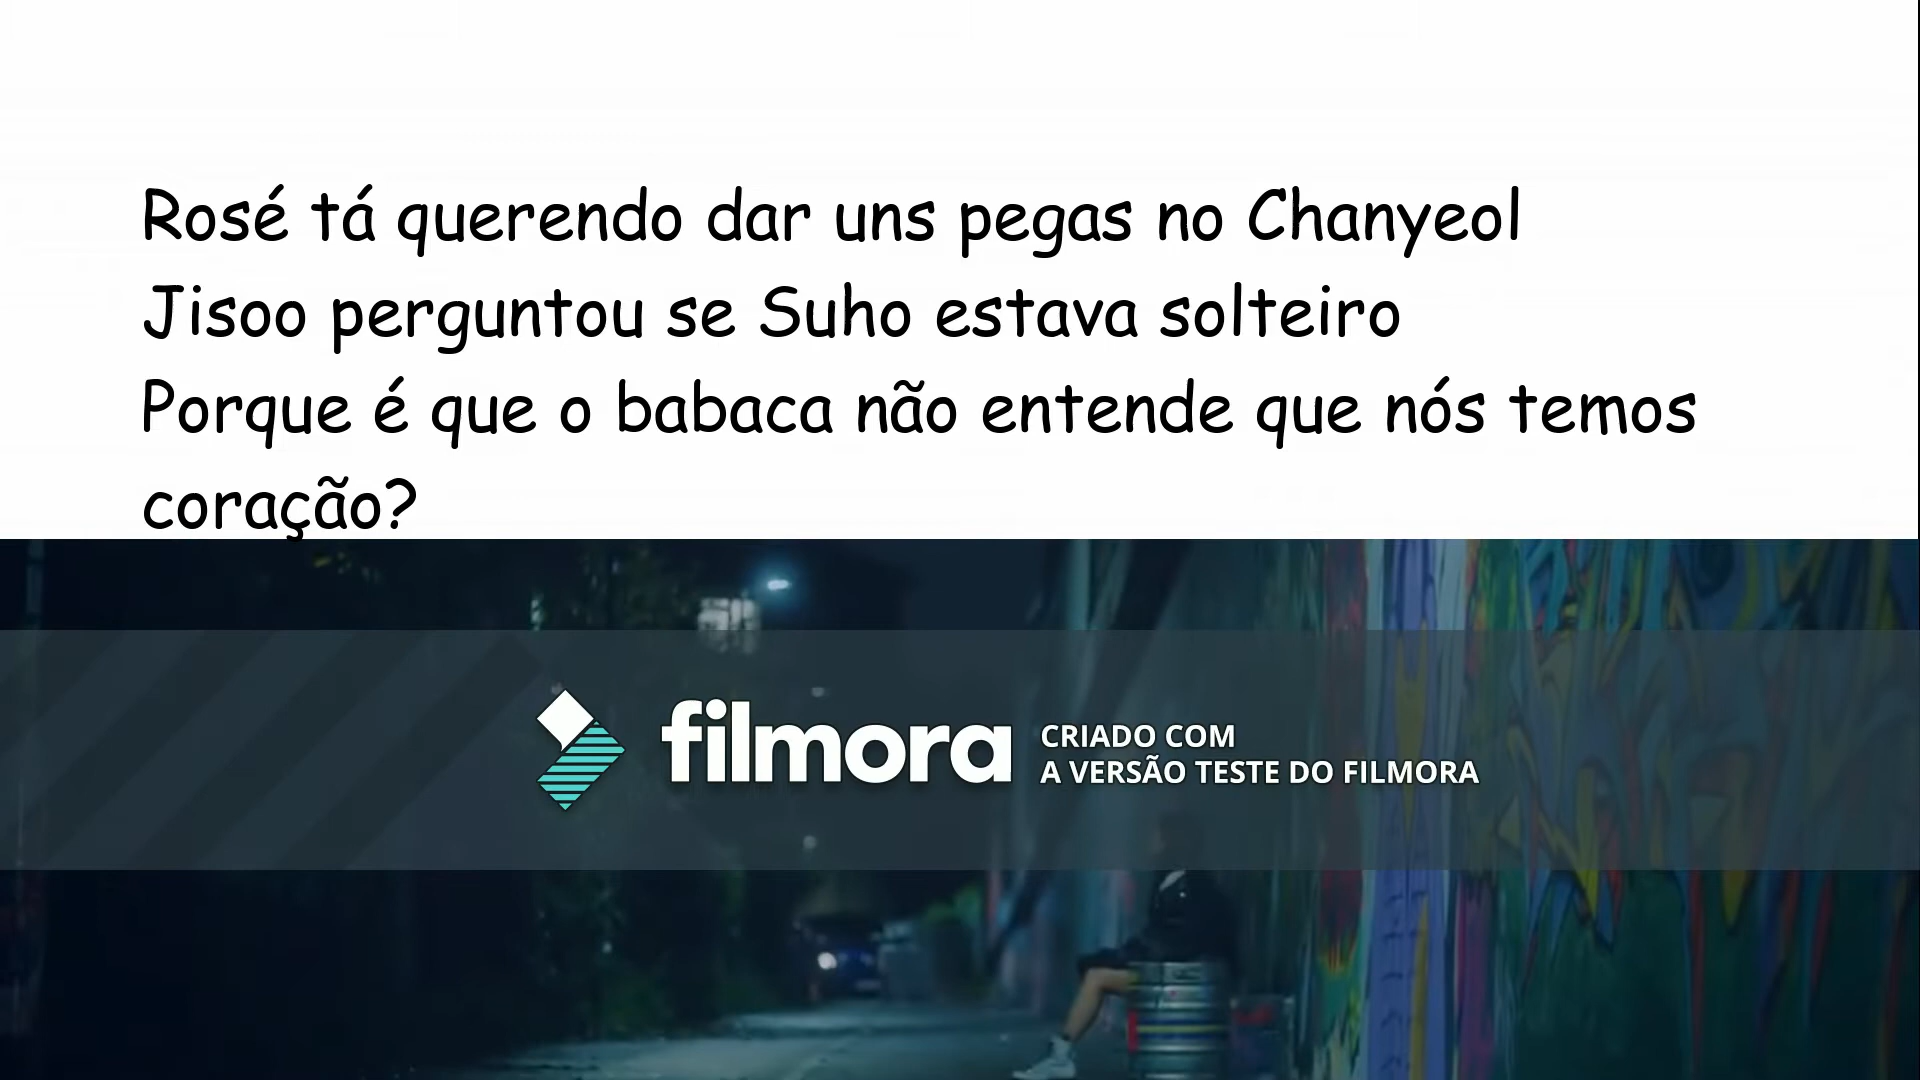 Rosé tá querendo dar uns pegas no Chanyeol
Jisoo perguntou se Suho estava solteiro
Porque é que o babaca não entende que nós temos
coração?
filmora
CRIADO COM
A VERSÃO TESTE DO FILMORA